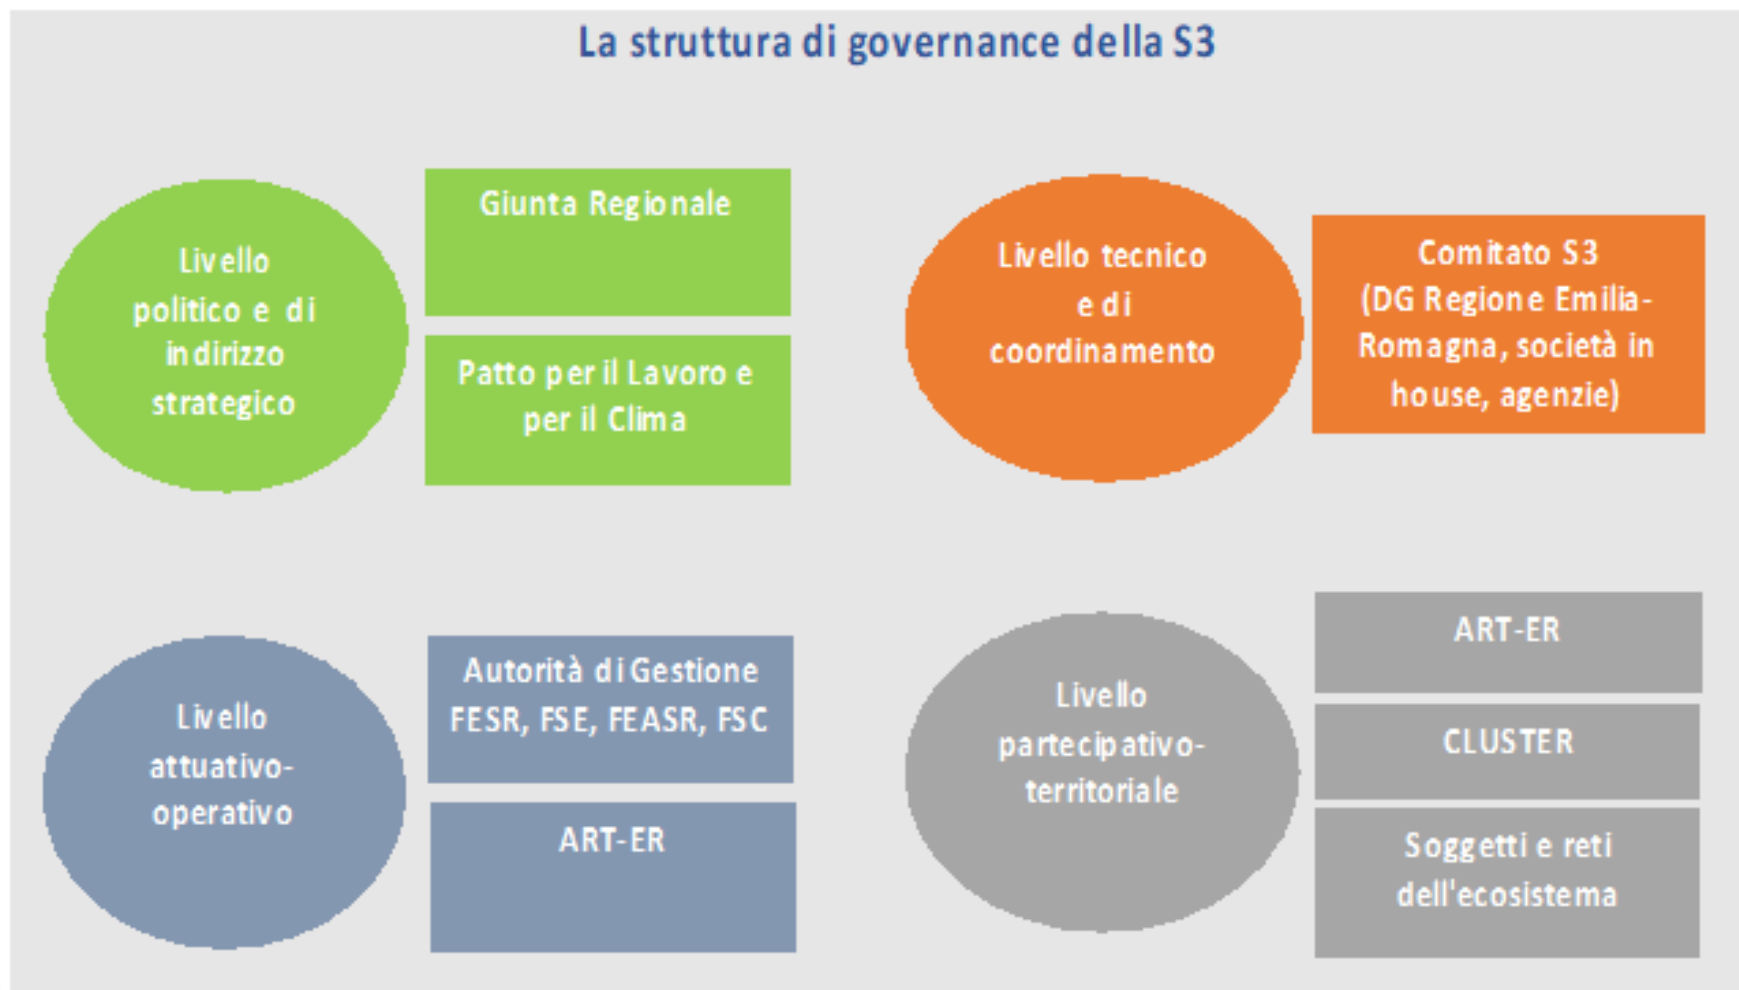 La struttura di governance della S3
Livello
politico e di
indirizzo
strategico
Giunta Regionale
Patto per il Lavoro e
per il Clima
Livello tecnico
e di
coordinamento
Comitato S3
(DG Regione Emilia-
Romagna, società in
house, agenzie)
Livello
attuativo-
operativo
Autorità di Gestione
FESR, FSE, FEASR, FSC
ART-ER
Livello
partecipativo-
territoriale
ART-ER
CLUSTER
Soggetti e reti
dell'ecosistema